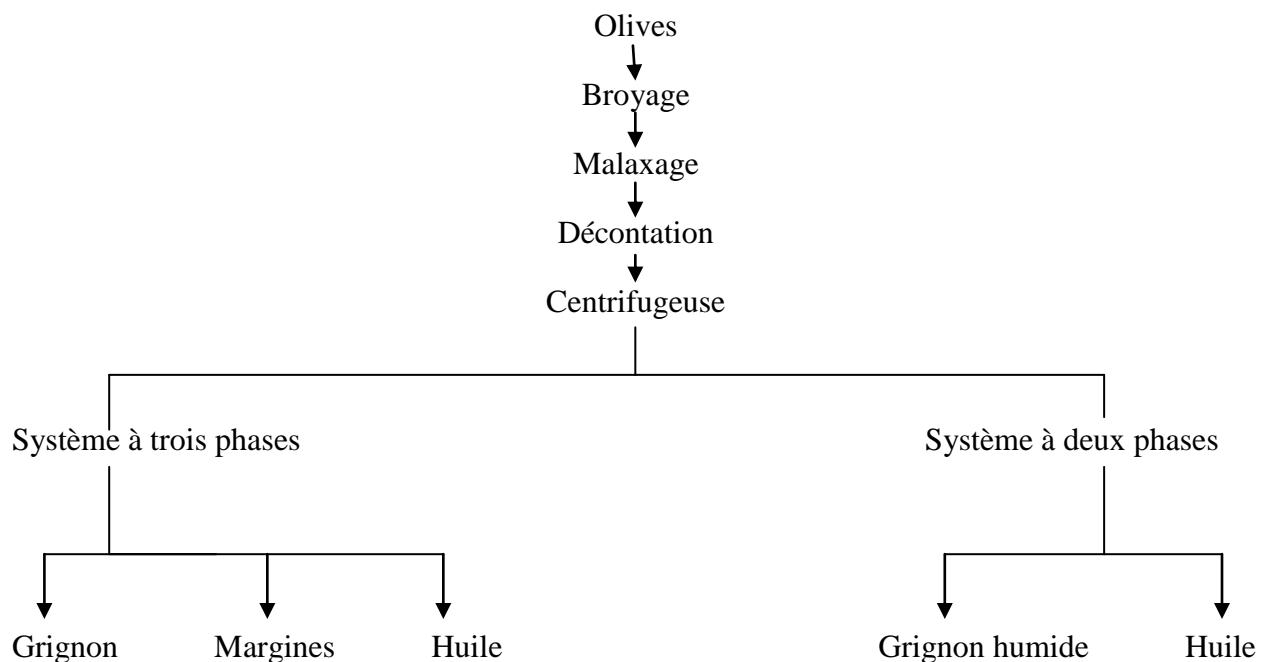 Olives
Broyage
Malaxage
Décontation
Centrifugeuse
Système à trois phases
Système à deux phases
Grignon Margines Huile
Grignon humide Huile